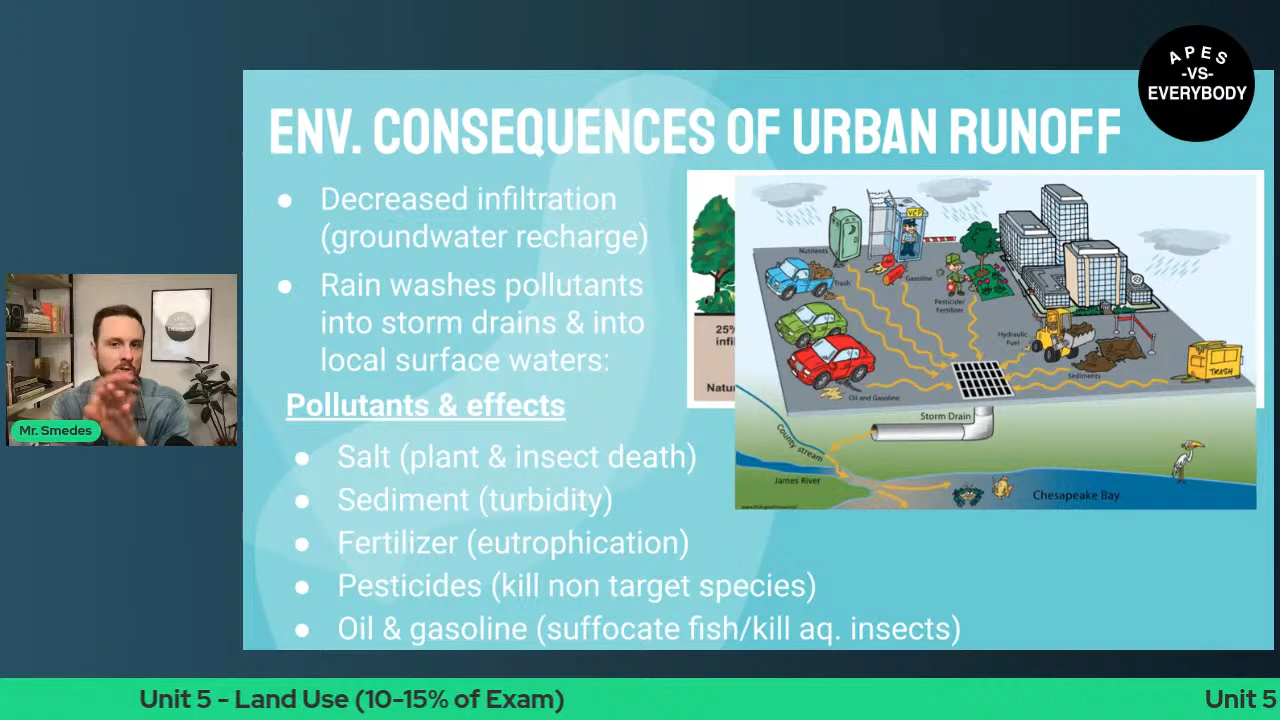 APES
-VS-
EVERYBODY
ENV. CONSEQUENCES OF URBAN RUNOFF
● Decreased infiltration
(groundwater recharge)
● Rain washes pollutants
into storm drains & into
local surface waters:
Pollutants & effects
● Salt (plant & insect death)
● Sediment (turbidity)
● Fertilizer (eutrophication)
● Pesticides (kill non target species)
● Oil & gasoline (suffocate fish/kill aq. insects)
25%
infi
Natu
Nutrients
Trash
Gasoline
Pesticide/
Fertilizer
Hydraulic
Fuel
Sediments
TRASH
Oil and Gasoline
Storm Drain
County stream
James River
Chesapeake Bay
Mr. Smedes
Unit 5 - Land Use (10-15% of Exam)
Unit 5